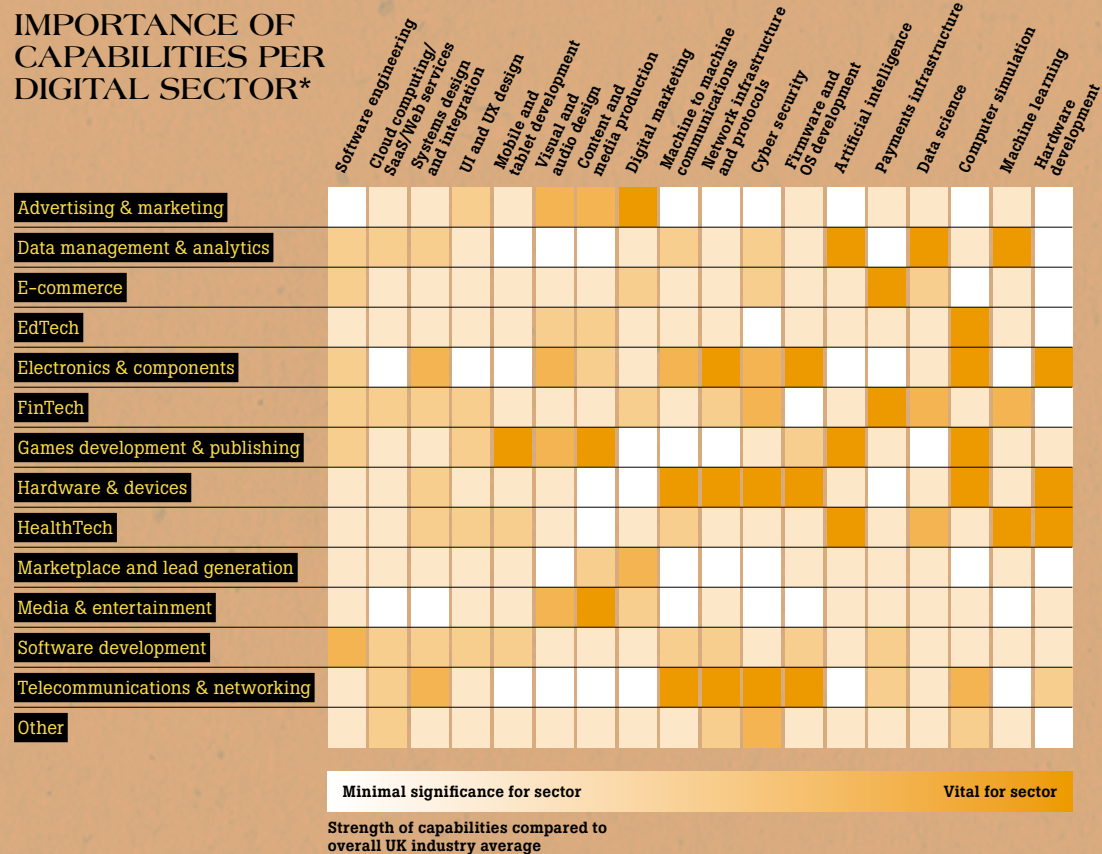 IMPORTANCE OF
CAPABILITIES PER
DIGITAL SECTOR*
Software engineering
Cloud computing/
SaaS/Web services
Systems design
and integration
UI and UX design
Mobile and
tablet development
Visual and
audio design
Content and
media production
Digital marketing
Machine to machine
communications
Network infrastructure
and protocols
Cyber security
Firmware and
OS development
Artificial intelligence
Payments infrastructure
Data science
Computer simulation
Machine learning
Hardware
development
Advertising & marketing
Data management & analytics
E-commerce
EdTech
Electronics & components
FinTech
Games development & publishing
Hardware & devices
HealthTech
Marketplace and lead generation
Media & entertainment
Software development
Telecommunications & networking
Other
Minimal significance for sector
Vital for sector
Strength of capabilities compared to
overall UK industry average